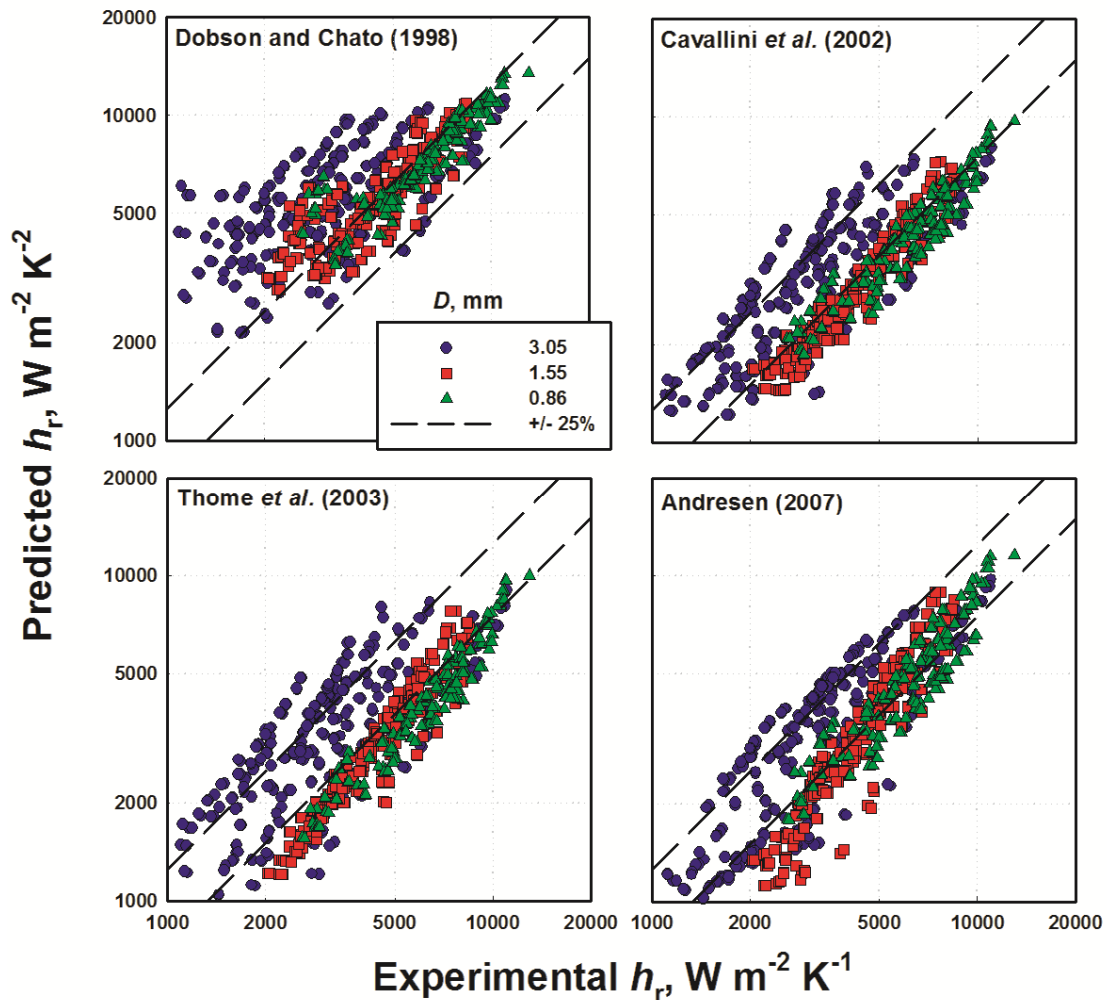 Predicted hr, W m-2 K-2
Dobson and Chato (1998)
20000
10000
5000
2000
1000
D, mm
3.05
1.55
0.86
+/- 25%
Cavallini et al. (2002)
Thome et al. (2003)
20000
10000
5000
2000
1000
1000 2000 5000 10000 20000
Andresen (2007)
1000 2000 5000 10000 20000
Experimental hr, W m-2 K-1